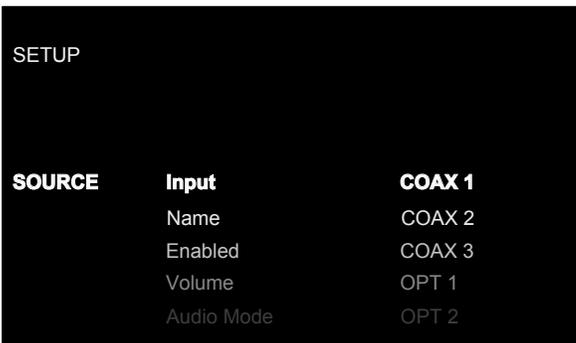 SETUP
SOURCE Input COAX 1
Name COAX 2
Enabled COAX 3
Volume OPT 1
Audio Mode OPT 2